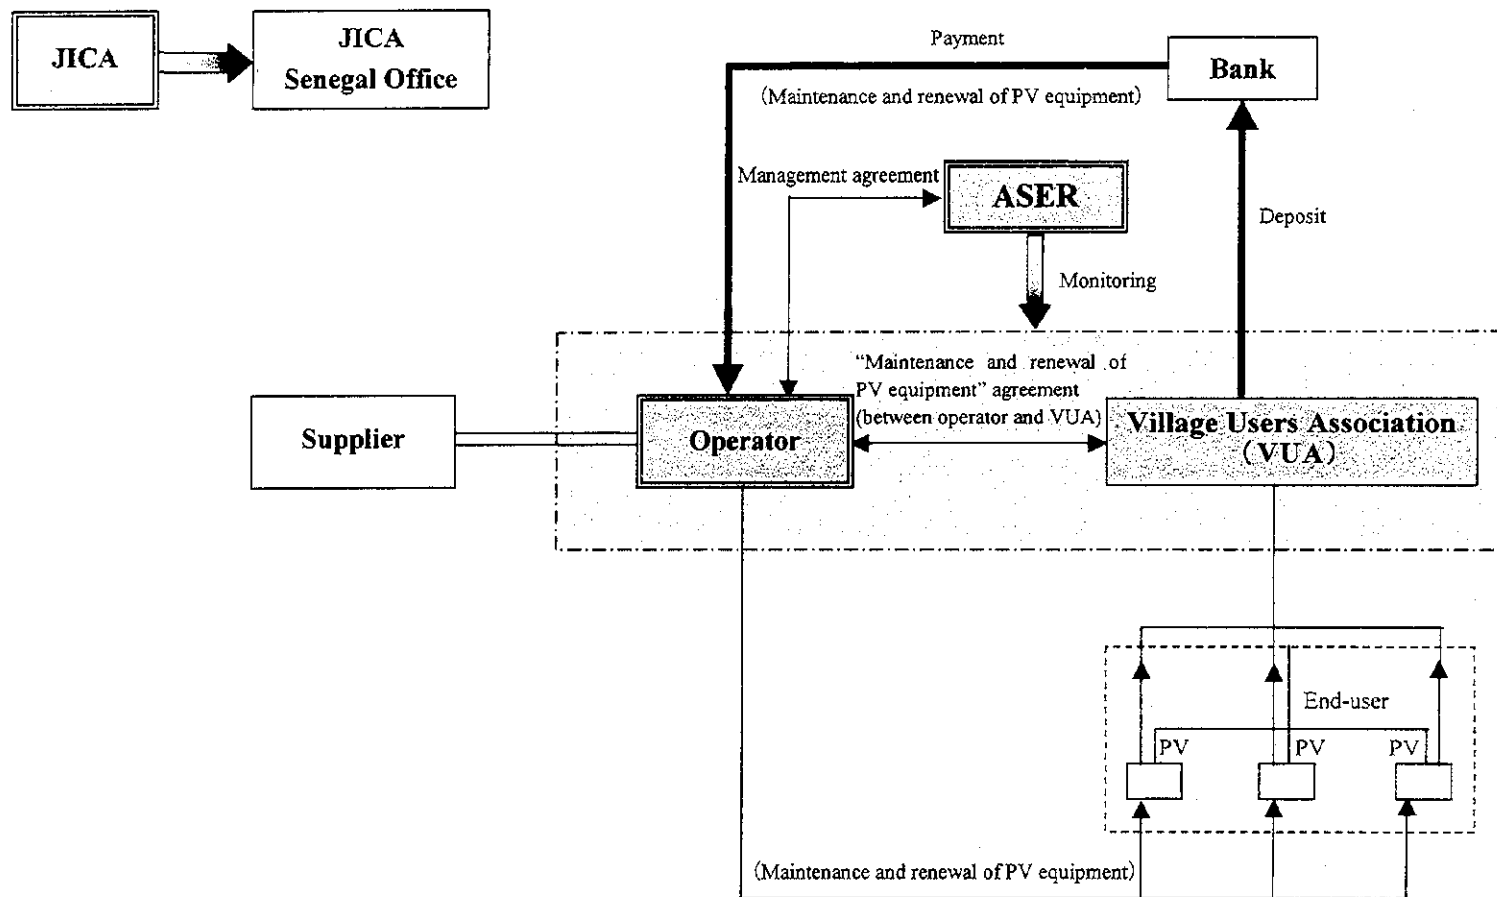 JICA
JICA
Senegal Office
Payment
Bank
(Maintenance and renewal of PV equipment)
Management agreement
ASER
Deposit
Monitoring
“Maintenance and renewal of
PV equipment” agreement
(between operator and VUA)
Supplier
Operator
Village Users Association
(VUA)
End-user
PV
PV
PV
(Maintenance and renewal of PV equipment)